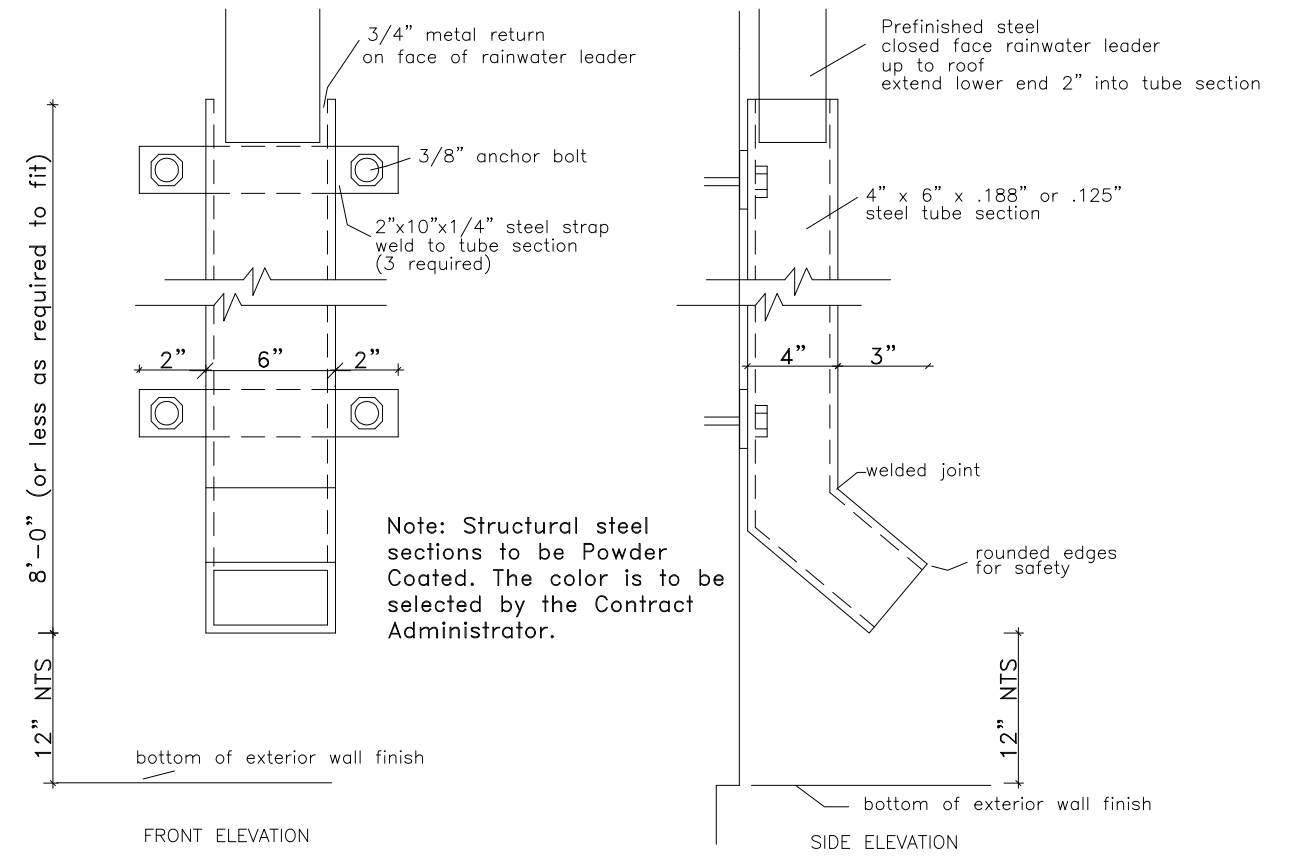 3/4” metal return
on face of rainwater leader
3/8” anchor bolt
2”x10”x1/4” steel strap
weld to tube section
(3 required)
8’–0” (or less as required to fit)
2”
6”
2”
12” NTS
bottom of exterior wall finish
FRONT ELEVATION
Note: Structural steel
sections to be Powder
Coated. The color is to be
selected by the Contract
Administrator.
Prefinished steel
closed face rainwater leader
up to roof
extend lower end 2” into tube section
4” x 6” x .188” or .125”
steel tube section
4”
3”
welded joint
rounded edges
for safety
12” NTS
bottom of exterior wall finish
SIDE ELEVATION